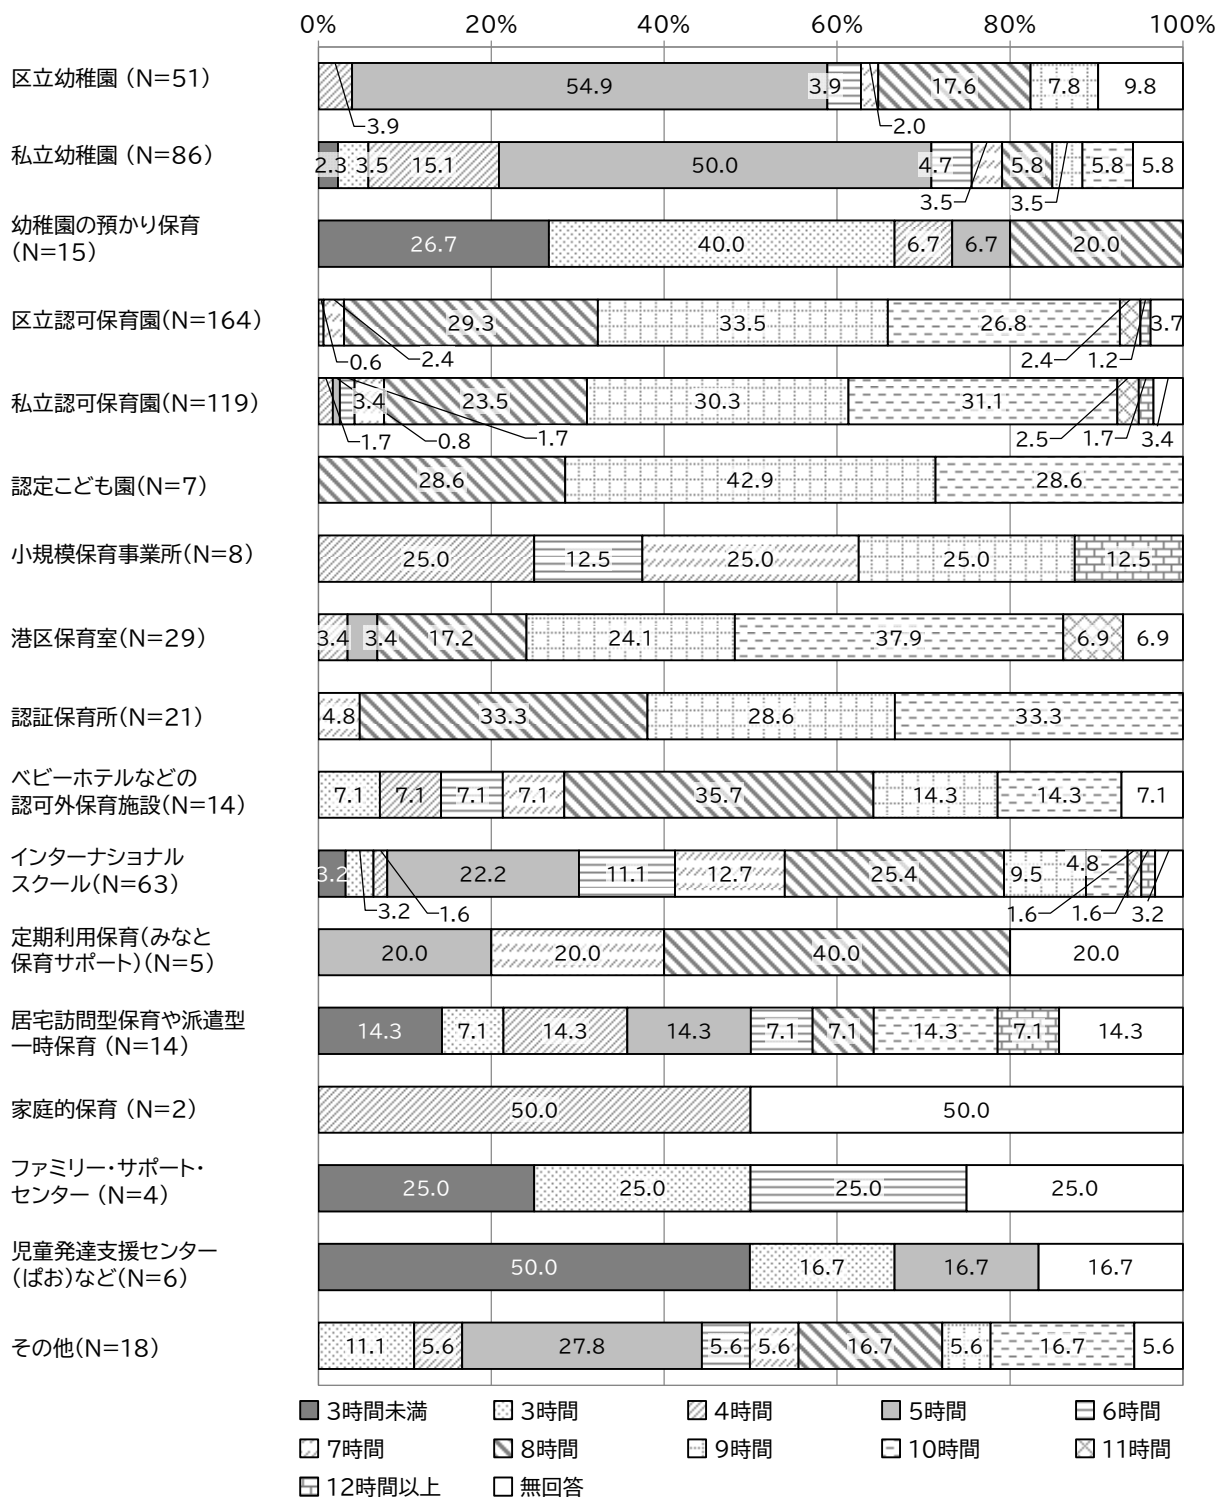 0% 20% 40% 60% 80% 100%
区立幼稚園 (N=51)
54.9 3.9 17.6 7.8 9.8
3.9 2.0
私立幼稚園 (N=86)
2.3 3.5 15.1 50.0 4.7 5.8 5.8 5.8
3.5 3.5
幼稚園の預かり保育
(N=15)
26.7 40.0 6.7 6.7 20.0
区立認可保育園(N=164)
29.3 33.5 26.8 3.7
0.6 2.4 2.4 1.2
私立認可保育園(N=119)
3.4 23.5 30.3 31.1
1.7 0.8 1.7 2.5 1.7 3.4
認定こども園(N=7)
28.6 42.9 28.6
小規模保育事業所(N=8)
25.0 12.5 25.0 25.0 12.5
港区保育室(N=29)
3.4 3.4 17.2 24.1 37.9 6.9 6.9
認証保育所(N=21)
4.8 33.3 28.6 33.3
ベビーホテルなどの
認可外保育施設(N=14)
7.1 7.1 7.1 7.1 35.7 14.3 14.3 7.1
インターナショナル
スクール(N=63)
3.2 22.2 11.1 12.7 25.4 9.5 4.8
3.2 1.6 1.6 1.6 3.2
定期利用保育(みなと
保育サポート)(N=5)
20.0 20.0 40.0 20.0
居宅訪問型保育や派遣型
一時保育 (N=14)
14.3 7.1 14.3 14.3 7.1 7.1 14.3 7.1 14.3
家庭的保育 (N=2)
50.0 50.0
ファミリー・サポート・
センター (N=4)
25.0 25.0 25.0 25.0
児童発達支援センター
(ぱお)など(N=6)
50.0 16.7 16.7 16.7
その他(N=18)
11.1 5.6 27.8 5.6 5.6 16.7 5.6 16.7 5.6
3時間未満 3時間 4時間 5時間 6時間
7時間 8時間 9時間 10時間 11時間
12時間以上 無回答